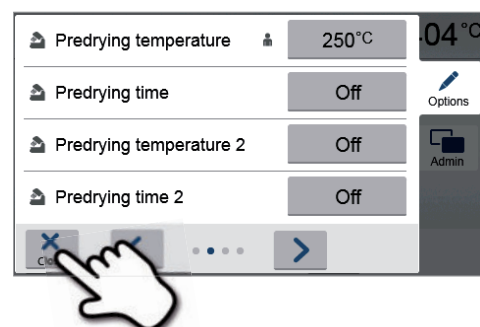 Predrying temperature 250°C
04°C
Predrying time Off
Options
Predrying temperature 2 Off
Admin
Predrying time 2 Off